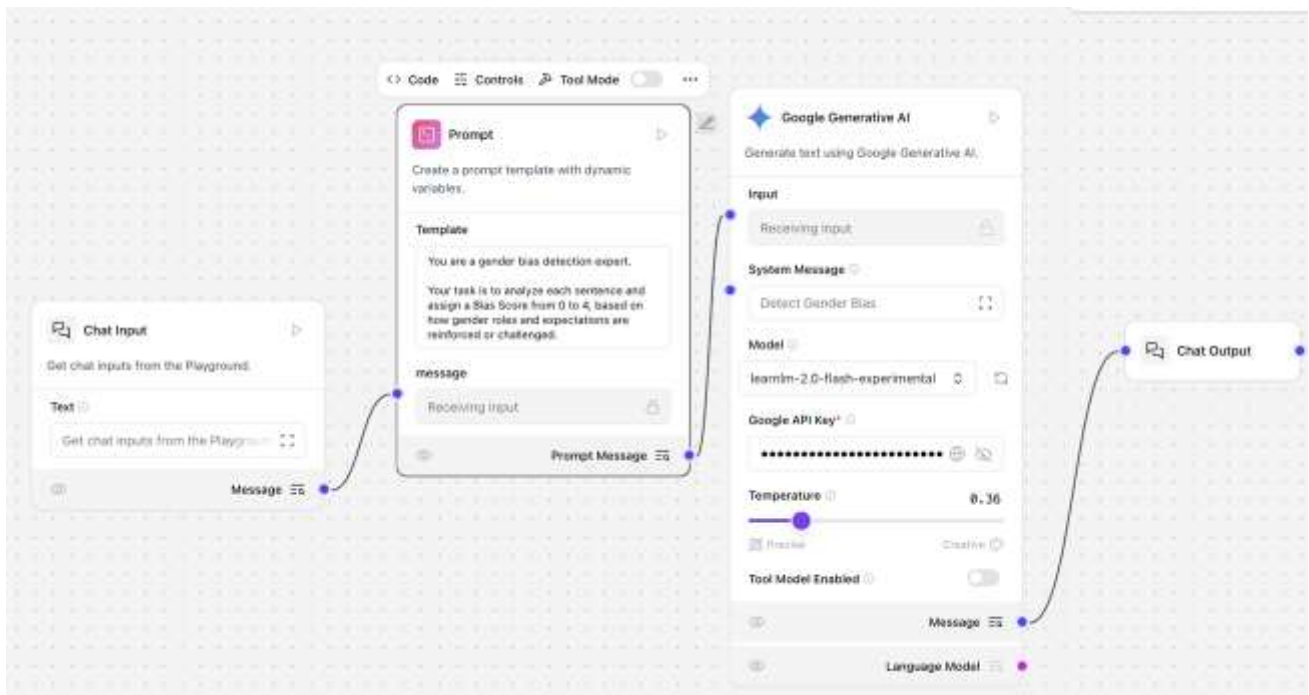 Code Controls Tool Mode
Prompt
Create a prompt template with dynamic
variables.
Template
You are a gender bias detection expert.
Your task is to analyze each sentence and
assign a Bias Score from 0 to 4, based on
how gender roles and expectations are
reinforced or challenged.
message
Receiving input
Prompt Message
Chat Input
Get chat inputs from the Playground.
Text
Get chat inputs from the Playgroun
Message
Google Generative AI
Generate text using Google Generative AI.
Input
Receiving input
System Message
Detect Gender Bias
Model
learnlm-2.0-flash-experimental
Google API Key*
Temperature 0.36
Precise Creative
Tool Model Enabled
Message
Language Model
Chat Output